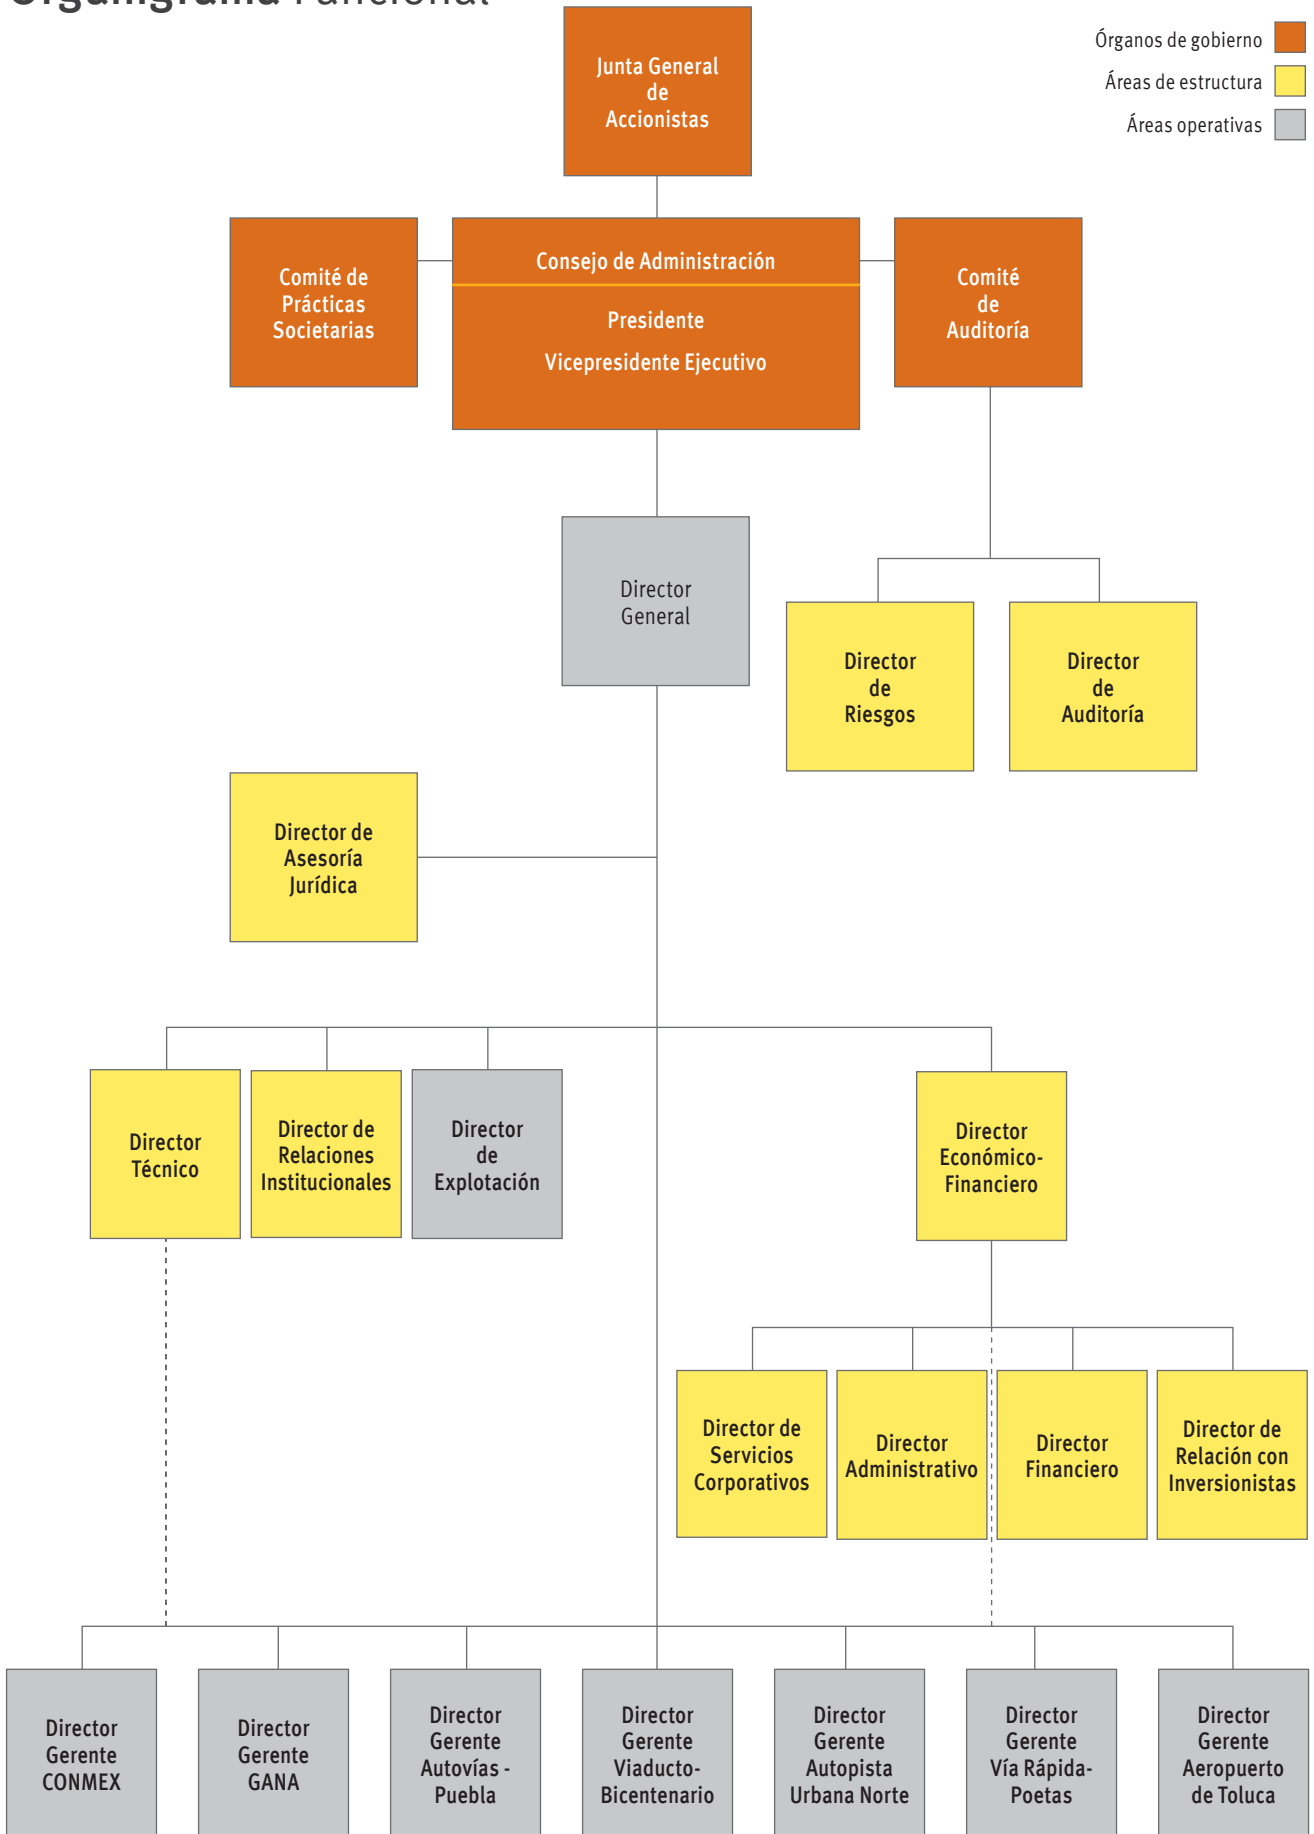 Organigrama Funcional
Órganos de gobierno
Áreas de estructura
Áreas operativas
Junta General
de
Accionistas
Comité de
Prácticas
Societarias
Consejo de Administración
Presidente
Vicepresidente Ejecutivo
Comité
de
Auditoría
Director
General
Director
de
Riesgos
Director
de
Auditoría
Director de
Asesoría
Jurídica
Director
Técnico
Director de
Relaciones
Institucionales
Director
de
Explotación
Director
Económico-
Financiero
Director de
Servicios
Corporativos
Director
Administrativo
Director
Financiero
Director de
Relación con
Inversionistas
Director
Gerente
CONMEX
Director
Gerente
GANA
Director
Gerente
Autovías -
Puebla
Director
Gerente
Viaducto-
Bicentenario
Director
Gerente
Autopista
Urbana Norte
Director
Gerente
Vía Rápida-
Poetas
Director
Gerente
Aeropuerto
de Toluca